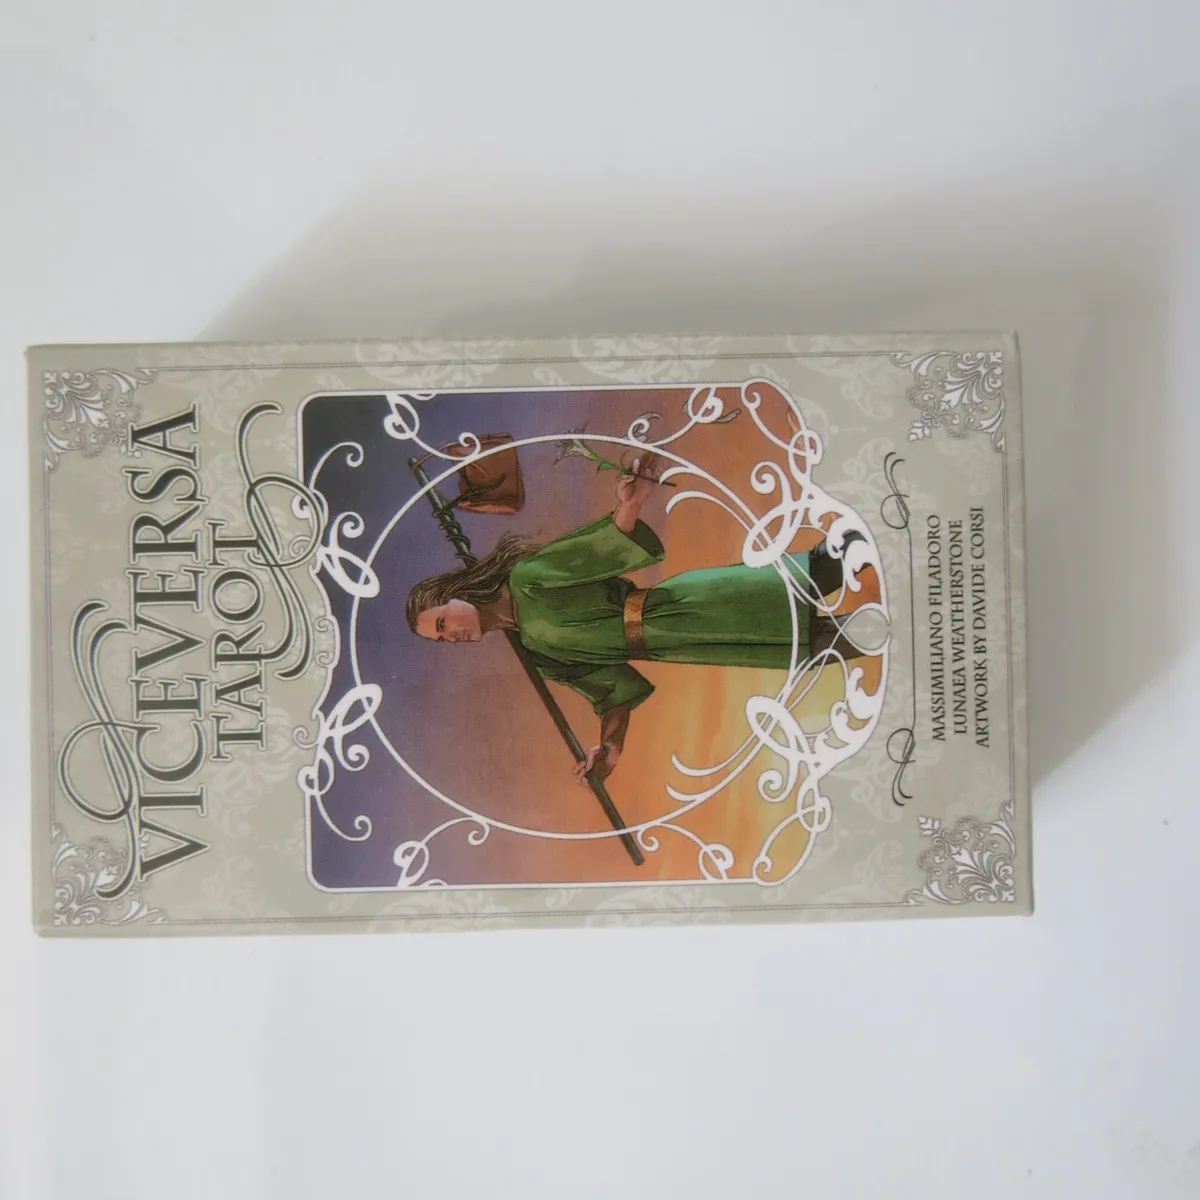 VICEVERSA
TAROT
MASSIMILIANO FILADORO
LUNAEA WEATHERSTONE
ARTWORK BY DAVIDE CORSI